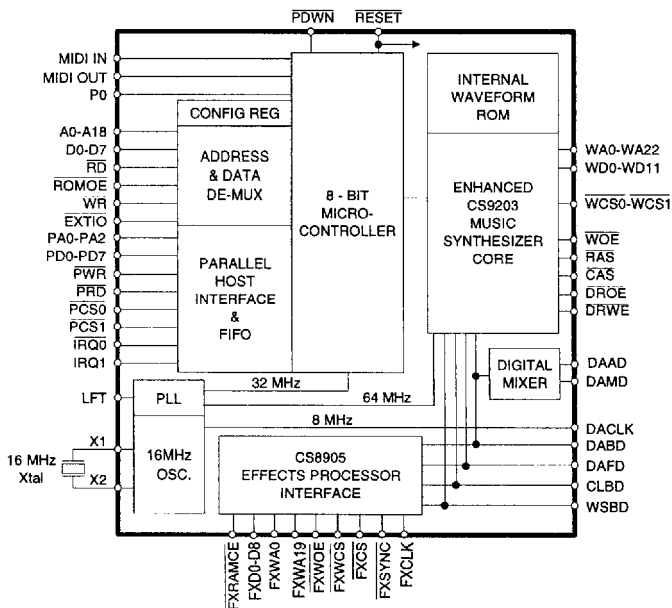 PDWN RESET
MIDI IN
MIDI OUT
P0
A0-A18
D0-D7
RD
ROMOE
WR
EXTIO
PA0-PA2
PD0-PD7
PWR
PRD
PCS0
PCS1
IRQ0
IRQ1
LFT
X1
16 MHz
Xtal
X2
CONFIG REG
ADDRESS
& DATA
DE-MUX
PARALLEL
HOST
INTERFACE
&
FIFO
8 - BIT
MICRO-
CONTROLLER
INTERNAL
WAVEFORM
ROM
ENHANCED
CS9203
MUSIC
SYNTHESIZER
CORE
WA0-WA22
WD0-WD11
WCS0-WCS1
WOE
RAS
CAS
DROE
DRWE
DIGITAL
MIXER
DAAD
DAMD
32 MHz
PLL
64 MHz
8 MHz
16MHz
OSC.
CS8905
EFFECTS PROCESSOR
INTERFACE
DACLK
DABD
DAFD
CLBD
WSBD
FXRAMCE
FXD0-D8
FXWA0
FXWA19
FXWOE
FXWCS
FXCS
FXSYNC
FXCLK